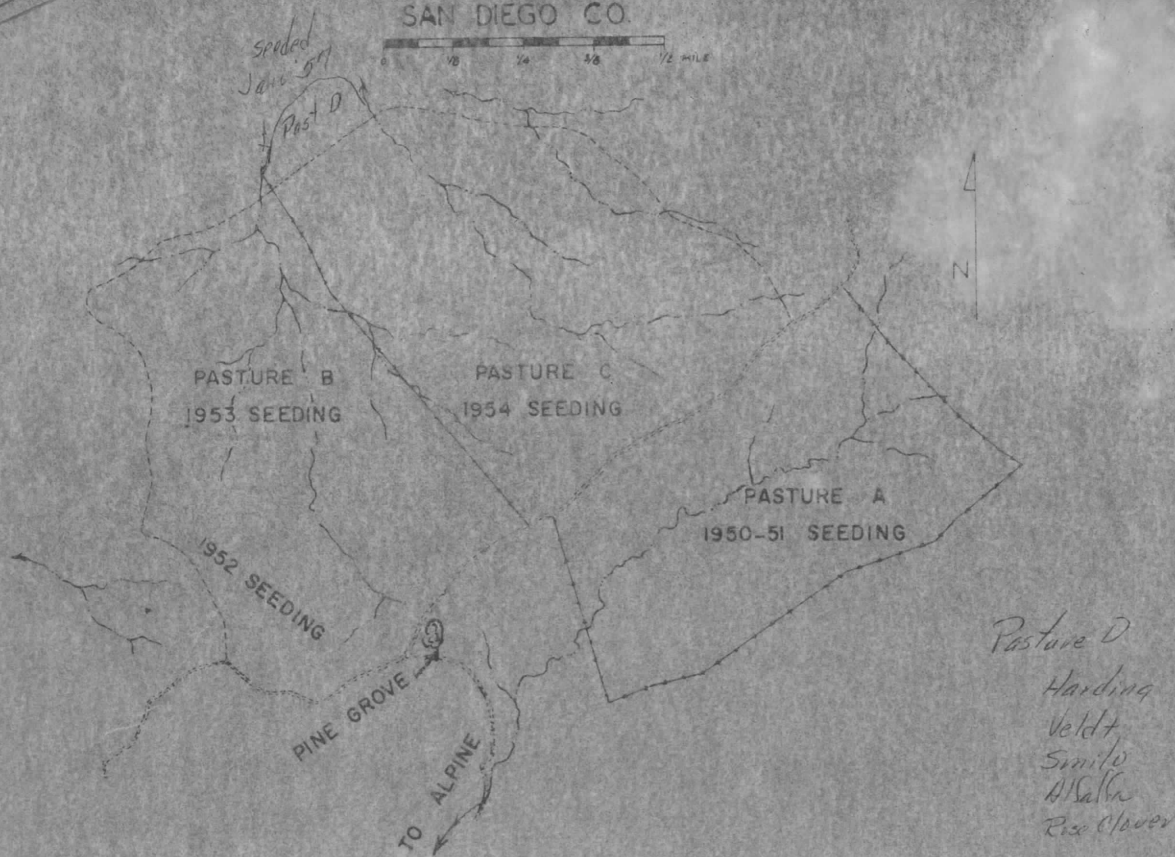 SAN DIEGO CO.
0 1/8 1/4 3/8 1/2 MILE
seeded
Past D
N
PASTURE B
1953 SEEDING
PASTURE C
1954 SEEDING
PASTURE A
1950-51 SEEDING
1952 SEEDING
PINE GROVE
TO ALPINE
Pasture D
Harding
Veldt
Smilo
Alfalfa
Rose Clover